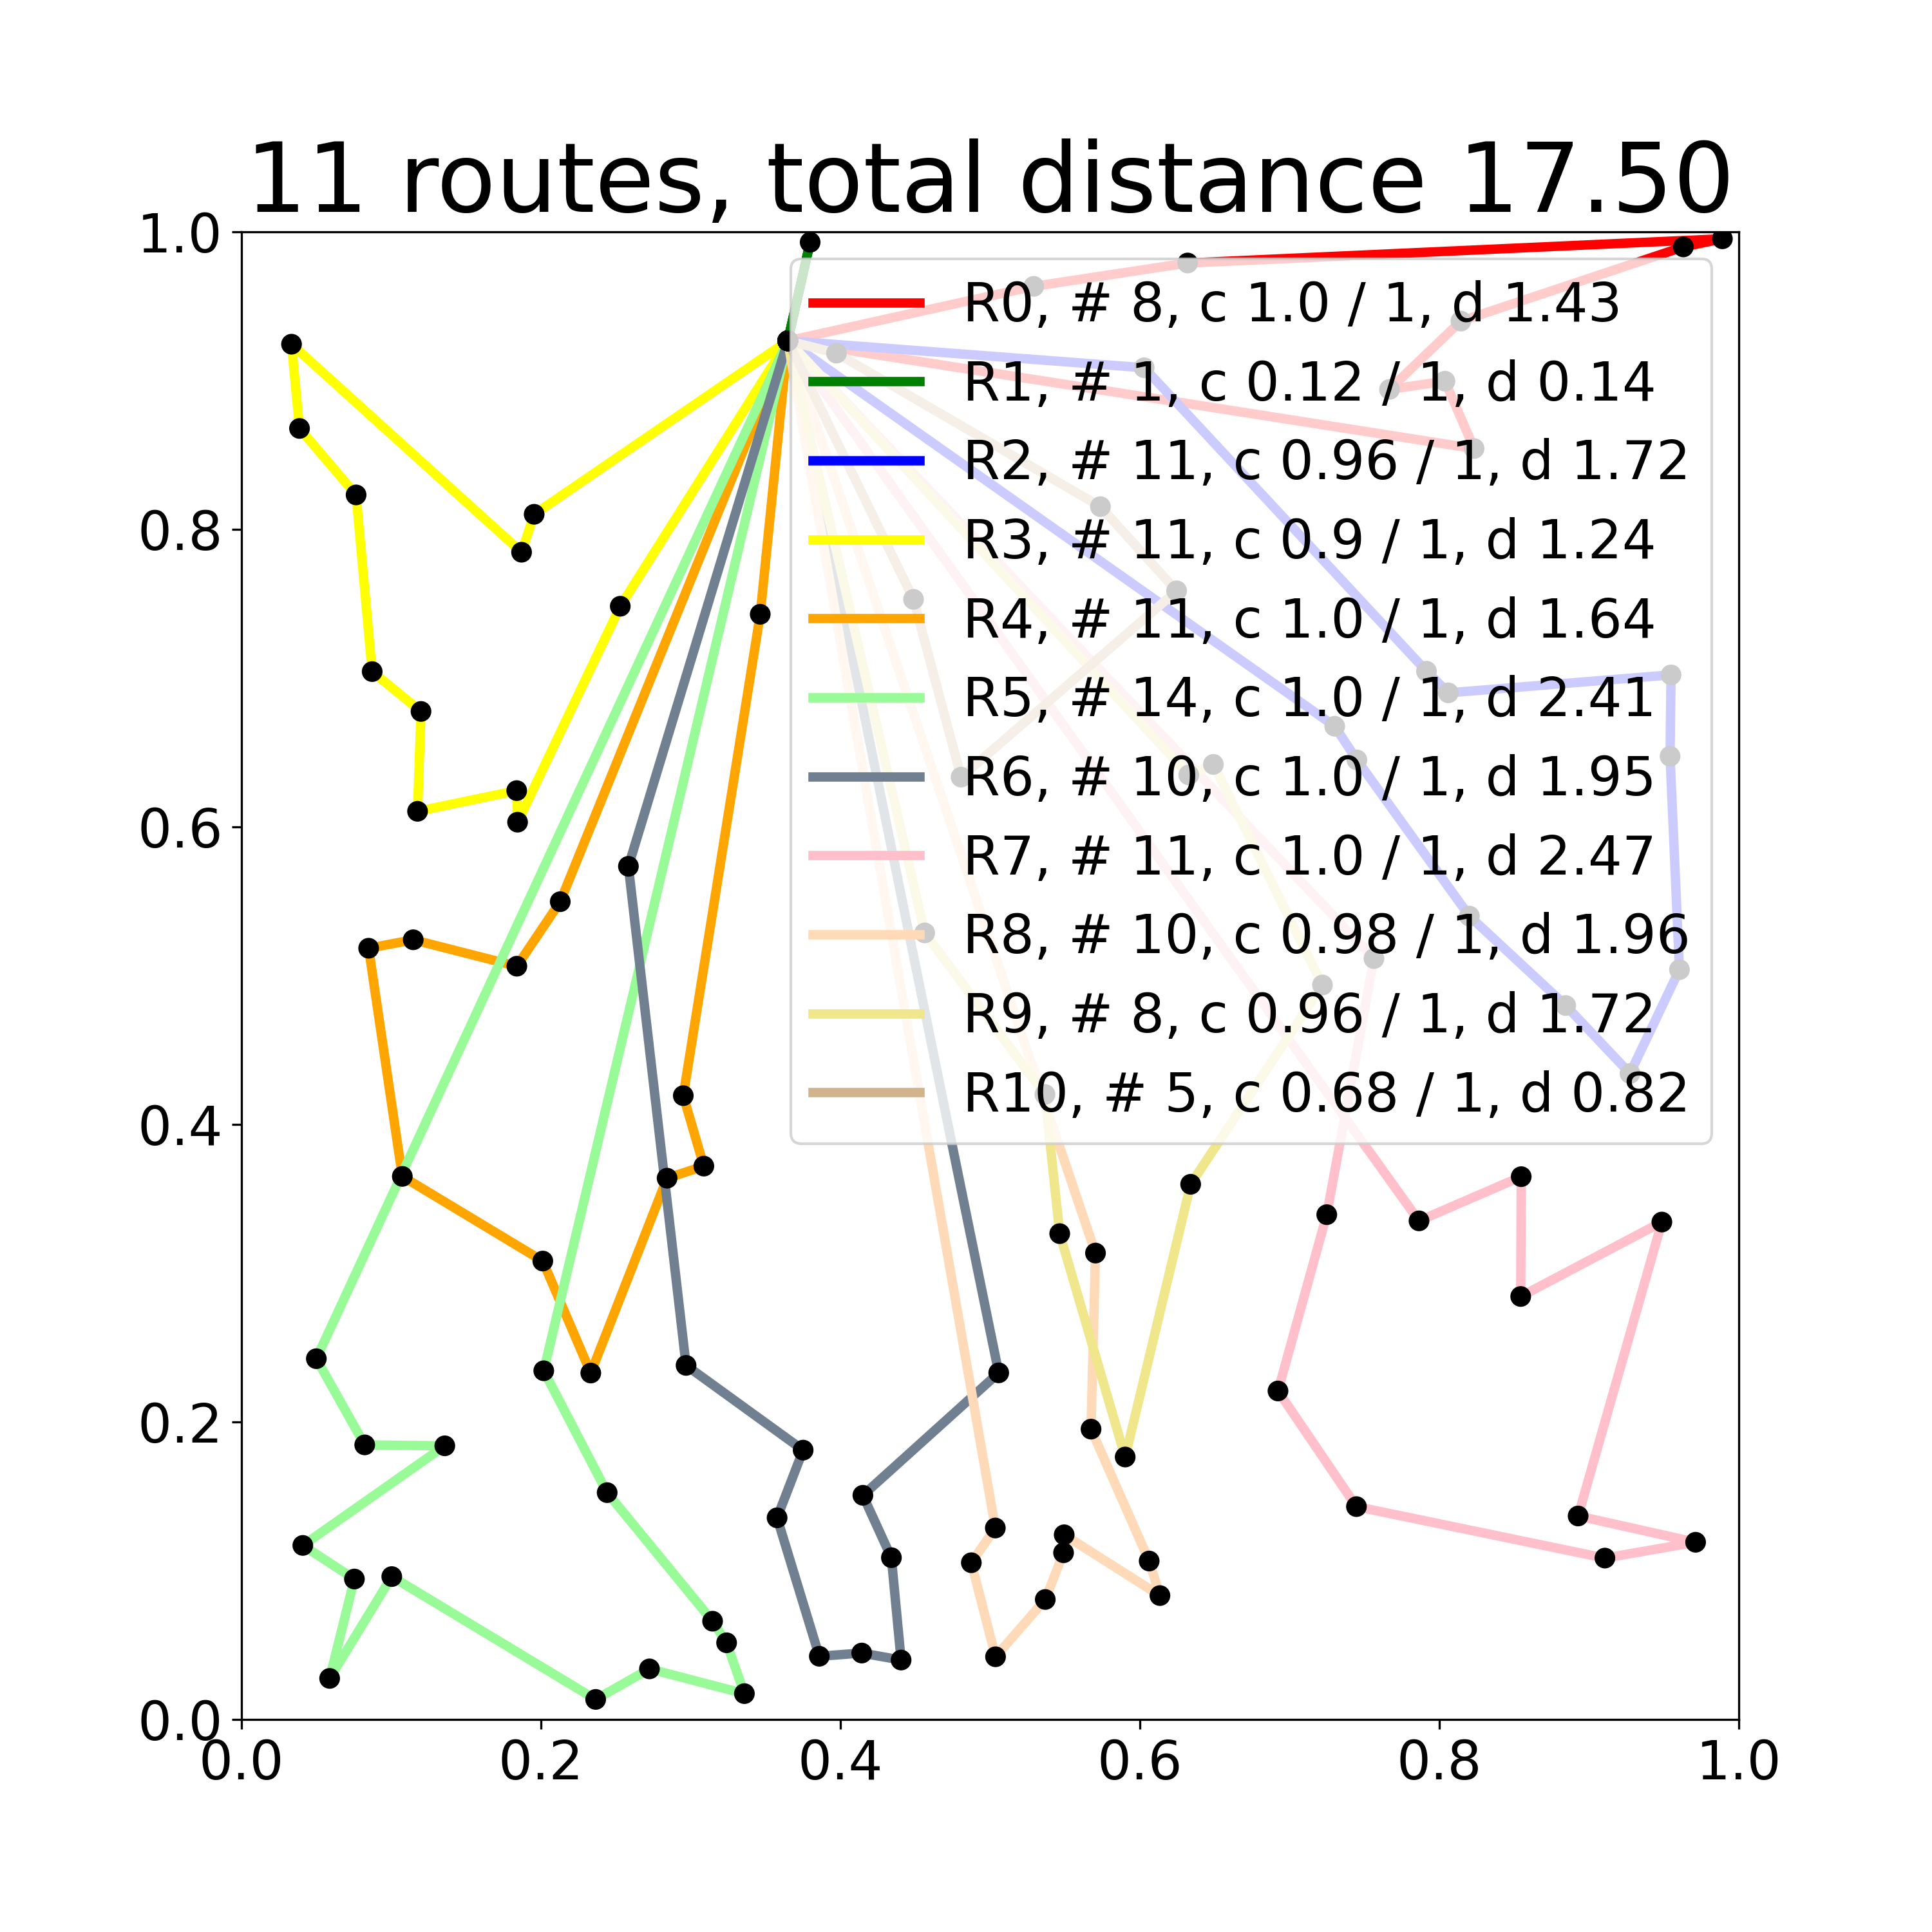 11 routes, total distance 17.50
1.0
0.8
0.6
0.4
0.2
0.0
R0, # 8, c 1.0 / 1, d 1.43
R1, # 1, c 0.12 / 1, d 0.14
R2, # 11, c 0.96 / 1, d 1.72
R3, # 11, c 0.9 / 1, d 1.24
R4, # 11, c 1.0 / 1, d 1.64
R5, # 14, c 1.0 / 1, d 2.41
R6, # 10, c 1.0 / 1, d 1.95
R7, # 11, c 1.0 / 1, d 2.47
R8, # 10, c 0.98 / 1, d 1.96
R9, # 8, c 0.96 / 1, d 1.72
R10, # 5, c 0.68 / 1, d 0.82
0.0 0.2 0.4 0.6 0.8 1.0